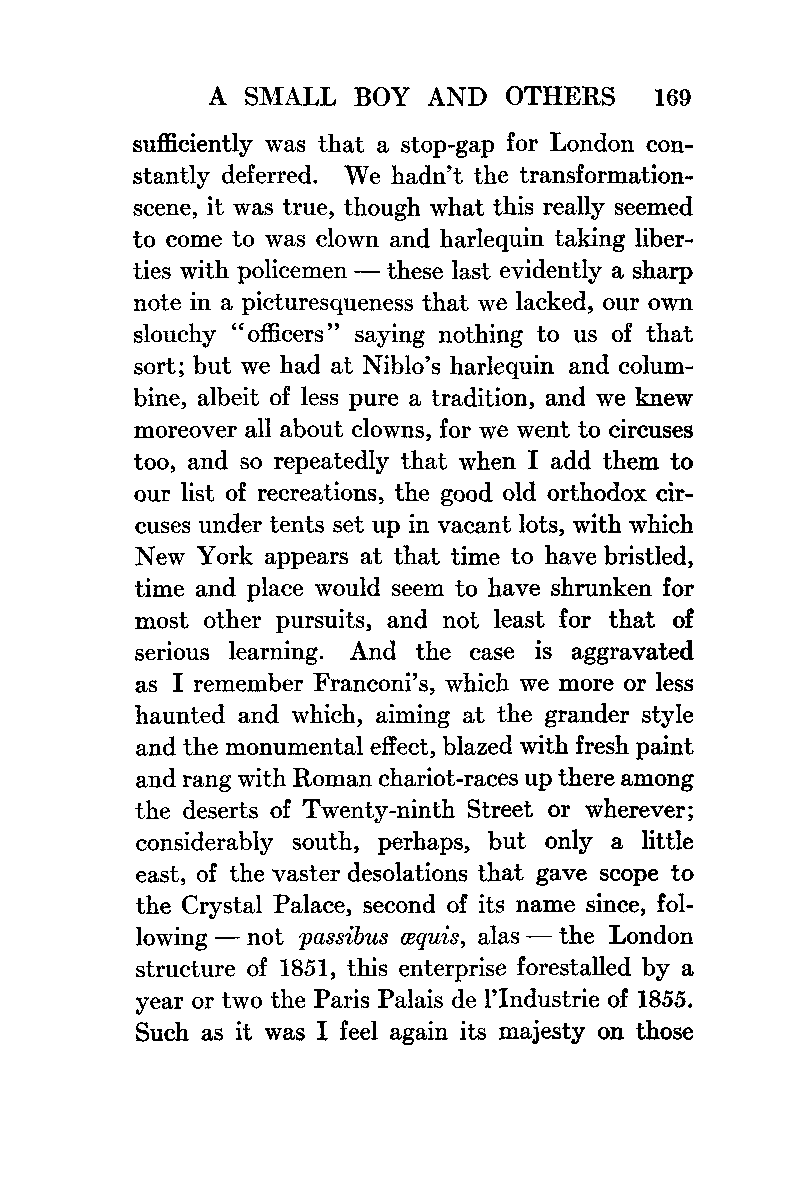 A SMALL BOY AND OTHERS 169
sufficiently was that a stop-gap for London con-
stantly deferred. We hadn't the transformation-
scene, it was true, though what this really seemed
to come to was clown and harlequin taking liber-
ties with policemen — these last evidently a sharp
note in a picturesqueness that we lacked, our own
slouchy "officers" saying nothing to us of that
sort; but we had at Niblo's harlequin and colum-
bine, albeit of less pure a tradition, and we knew
moreover all about clowns, for we went to circuses
too, and so repeatedly that when I add them to
our list of recreations, the good old orthodox cir-
cuses under tents set up in vacant lots, with which
New York appears at that time to have bristled,
time and place would seem to have shrunken for
most other pursuits, and not least for that of
serious learning. And the case is aggravated
as I remember Franconi's, which we more or less
haunted and which, aiming at the grander style
and the monumental effect, blazed with fresh paint
and rang with Roman chariot-races up there among
the deserts of Twenty-ninth Street or wherever;
considerably south, perhaps, but only a little
east, of the vaster desolations that gave scope to
the Crystal Palace, second of its name since, fol-
lowing — not passibus æquis, alas — the London
structure of 1851, this enterprise forestalled by a
year or two the Paris Palais de l'Industrie of 1855.
Such as it was I feel again its majesty on those